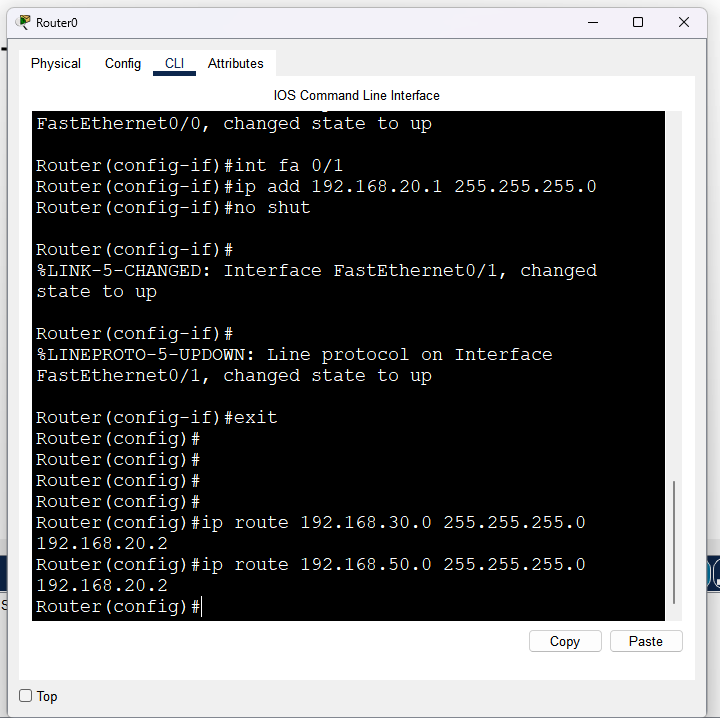 Router0
Physical Config CLI Attributes
IOS Command Line Interface
FastEthernet0/0, changed state to up
Router(config-if)#int fa 0/1
Router(config-if)#ip add 192.168.20.1 255.255.255.0
Router(config-if)#no shut
Router(config-if)#
%LINK-5-CHANGED: Interface FastEthernet0/1, changed
state to up
Router(config-if)#
%LINEPROTO-5-UPDOWN: Line protocol on Interface
FastEthernet0/1, changed state to up
Router(config-if)#exit
Router(config)#
Router(config)#
Router(config)#
Router(config)#
Router(config)#ip route 192.168.30.0 255.255.255.0
192.168.20.2
Router(config)#ip route 192.168.50.0 255.255.255.0
192.168.20.2
Router(config)#
Copy Paste
Top